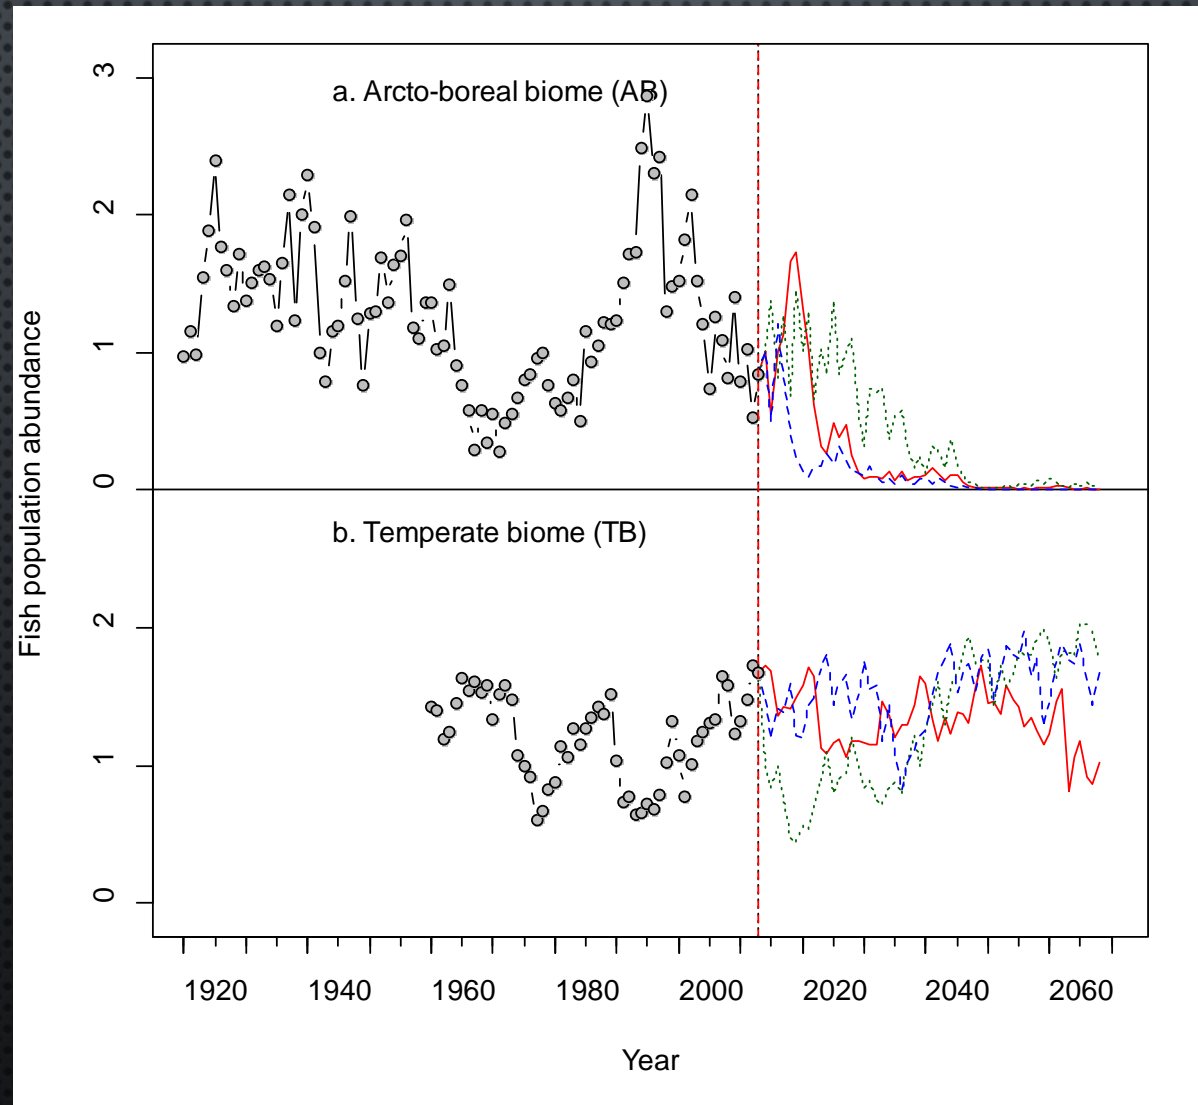 Fish population abundance
3
a. Arcto-boreal biome (AB)
2
1
0
b. Temperate biome (TB)
2
1
0
1920 1940 1960 1980 2000 2020 2040 2060
Year